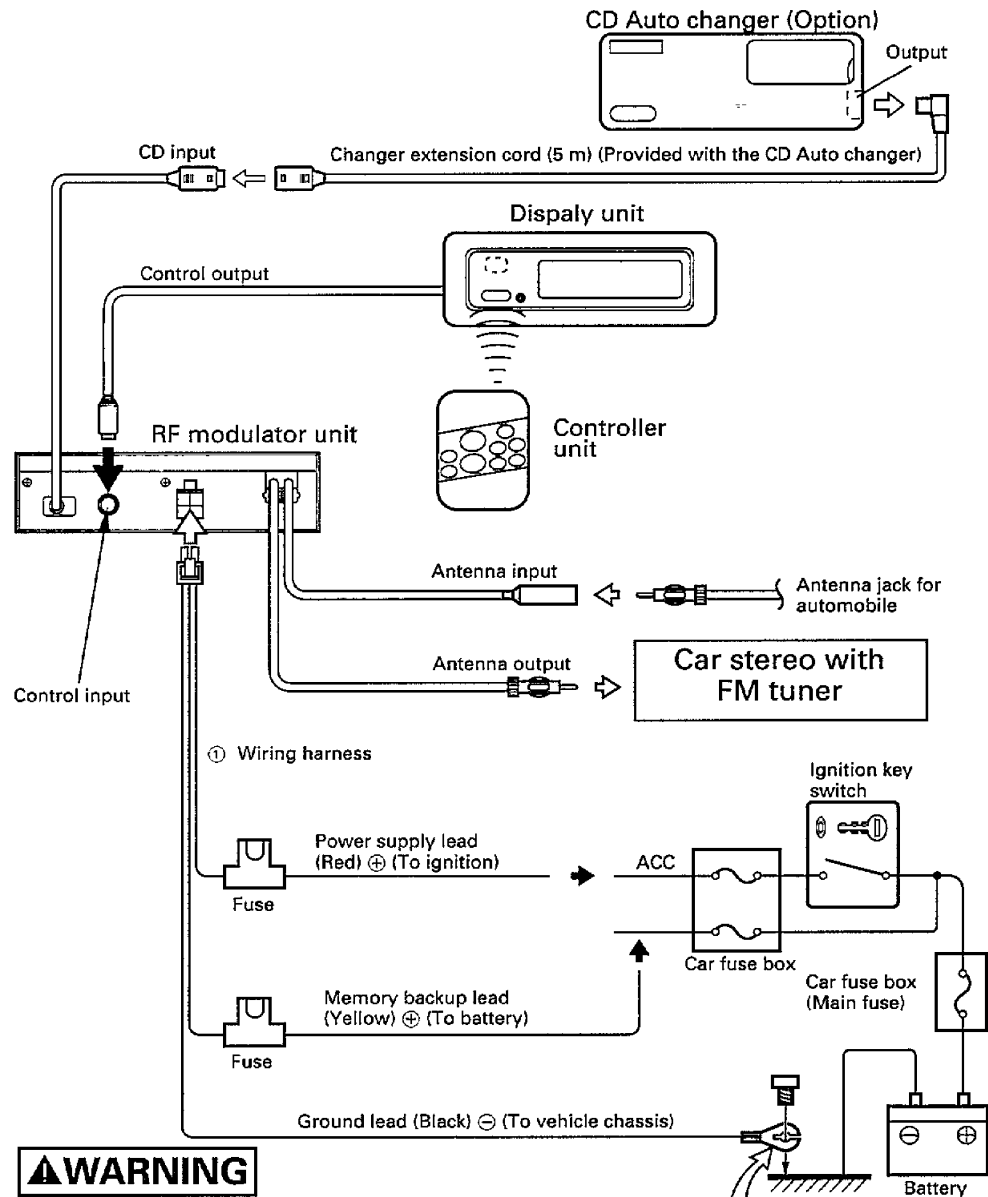 CD Auto changer (Option)
Output
CD input
Changer extension cord (5 m) (Provided with the CD Auto changer)
Dispaly unit
Control output
RF modulator unit
Controller
unit
Antenna input
Antenna jack for
automobile
Antenna output
Car stereo with
FM tuner
Control input
① Wiring harness
Ignition key
switch
Power supply lead
(Red) ⊕ (To ignition)
ACC
Fuse
Car fuse box
Car fuse box
(Main fuse)
Memory backup lead
(Yellow) ⊕ (To battery)
Fuse
Ground lead (Black) ⊖ (To vehicle chassis)
⊖ ⊕
Battery
⚠WARNING